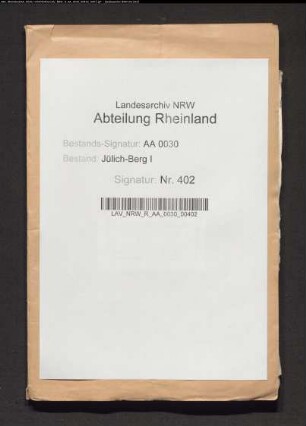 Landesarchiv NRW
Abteilung Rheinland
Bestands-Signatur: AA 0030
Bestand: Jülich-Berg I
Signatur: Nr. 402
LAV_NRW_R_AA_0030_00402